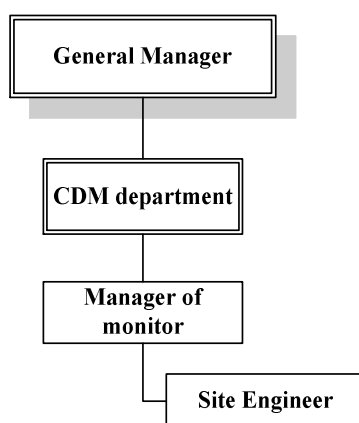 General Manager
CDM department
Manager of
monitor
Site Engineer